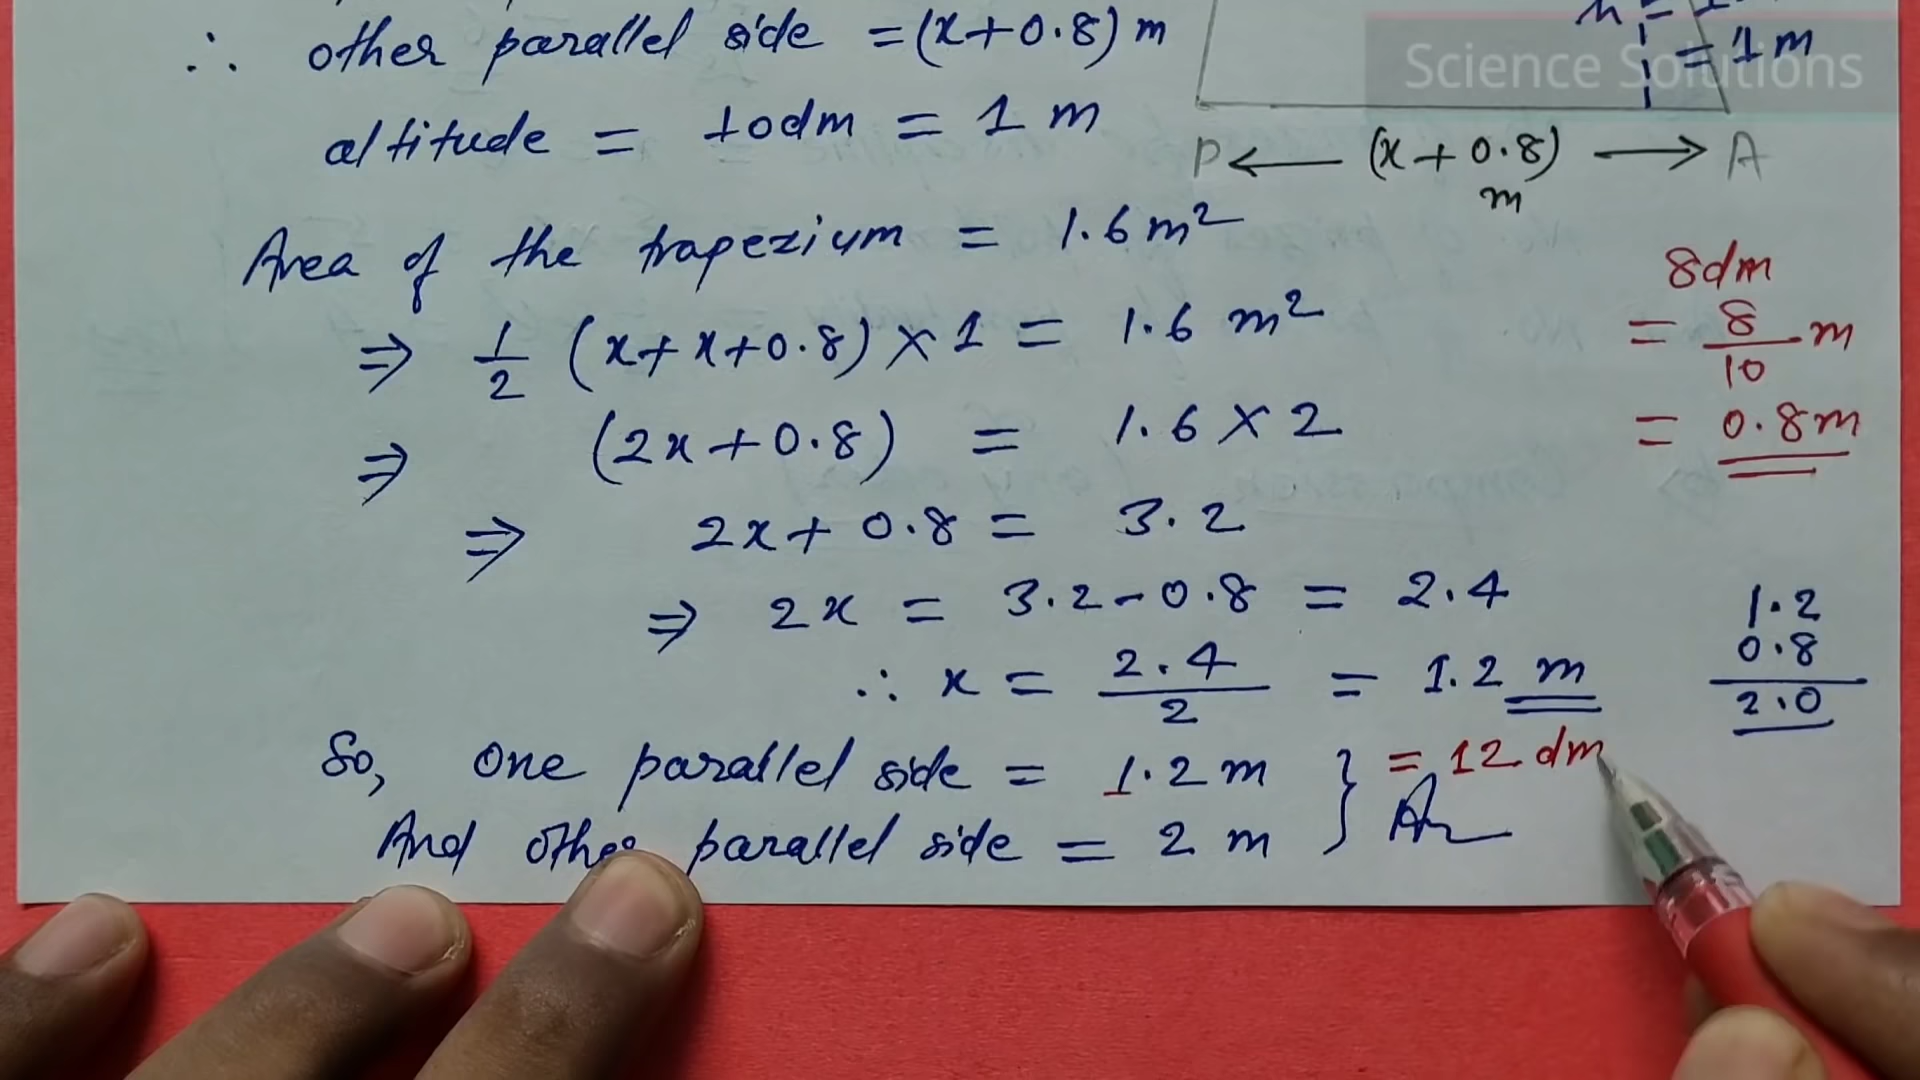 ∴ other parallel side = (x+0.8) m
= 1 m
Science Solutions
altitude = 10dm = 1 m
P ← (x+0.8) → A
m
Area of the trapezium = 1.6 m²
8dm
= 8/10 m
= 0.8m
⇒ 1/2 (x+x+0.8) × 1 = 1.6 m²
⇒ (2x+0.8) = 1.6 × 2
⇒ 2x+0.8 = 3.2
⇒ 2x = 3.2-0.8 = 2.4
∴ x = 2.4/2 = 1.2 m
1.2
0.8
2.0
So, one parallel side = 1.2 m } = 12 dm
And other parallel side = 2 m